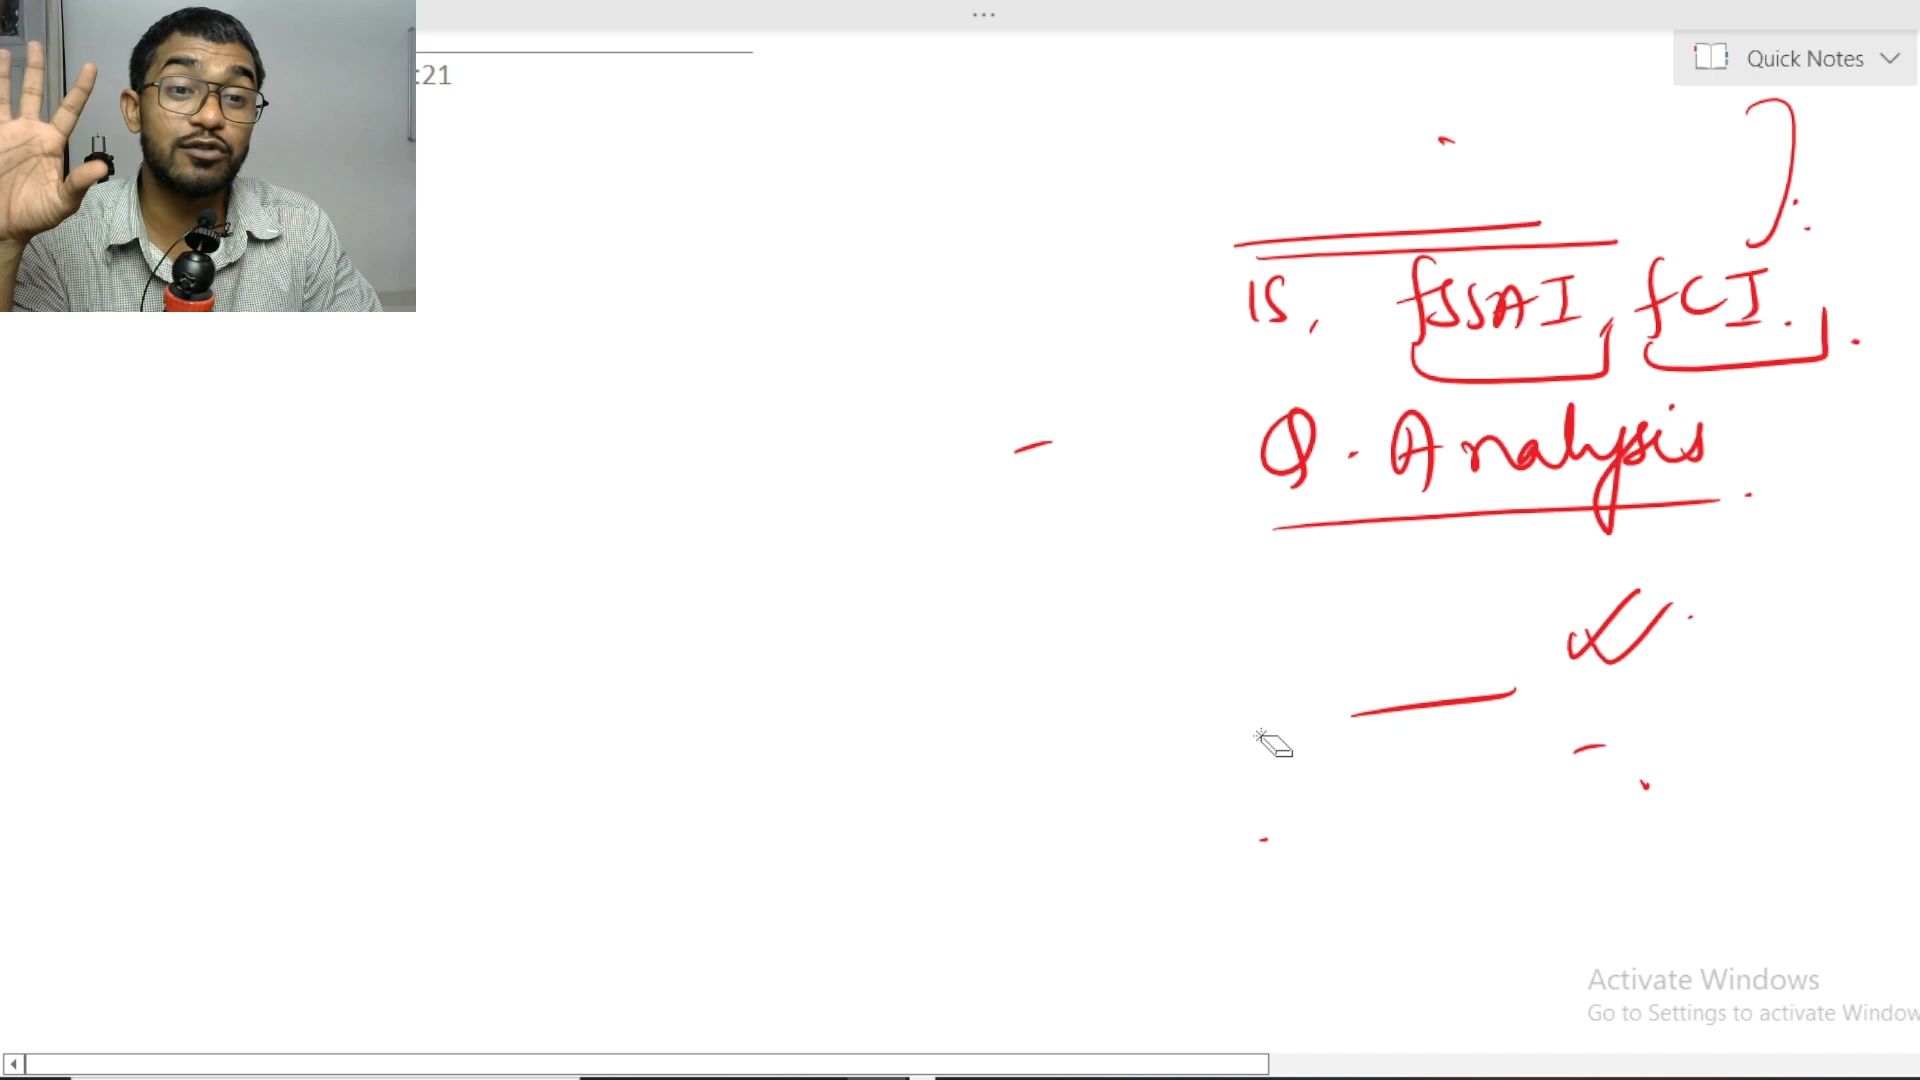 :21
Quick Notes
IS, fSSAI, fCI.
Q. Analysis
Activate Windows
Go to Settings to activate Window